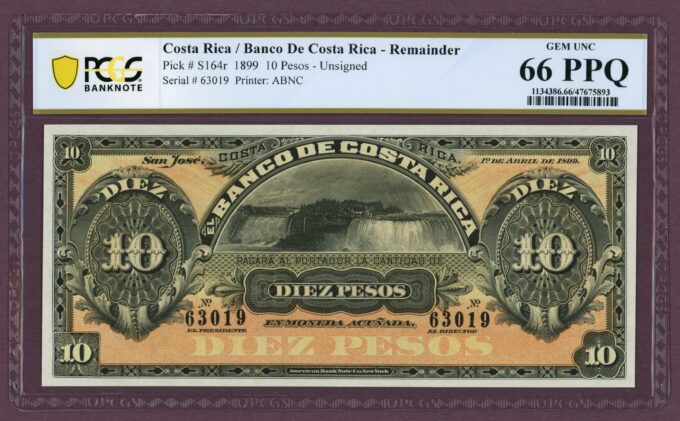 PCGS
BANKNOTE
Costa Rica / Banco De Costa Rica - Remainder
Pick # S164r 1899 10 Pesos - Unsigned
Serial # 63019 Printer: ABNC
GEM UNC
66 PPQ
1134386.66/47675893
10
San José,
COSTA RICA,
1º de Abril de 1899.
10
EL BANCO DE COSTA RICA
DIEZ
10
DIEZ
10
PAGARÁ AL PORTADOR LA CANTIDAD DE
DIEZ PESOS
Nº
63019
Nº
63019
EL PRESIDENTE
EN MONEDA ACUÑADA.
EL DIRECTOR
DIEZ PESOS
10
10
American Bank Note Co. New York